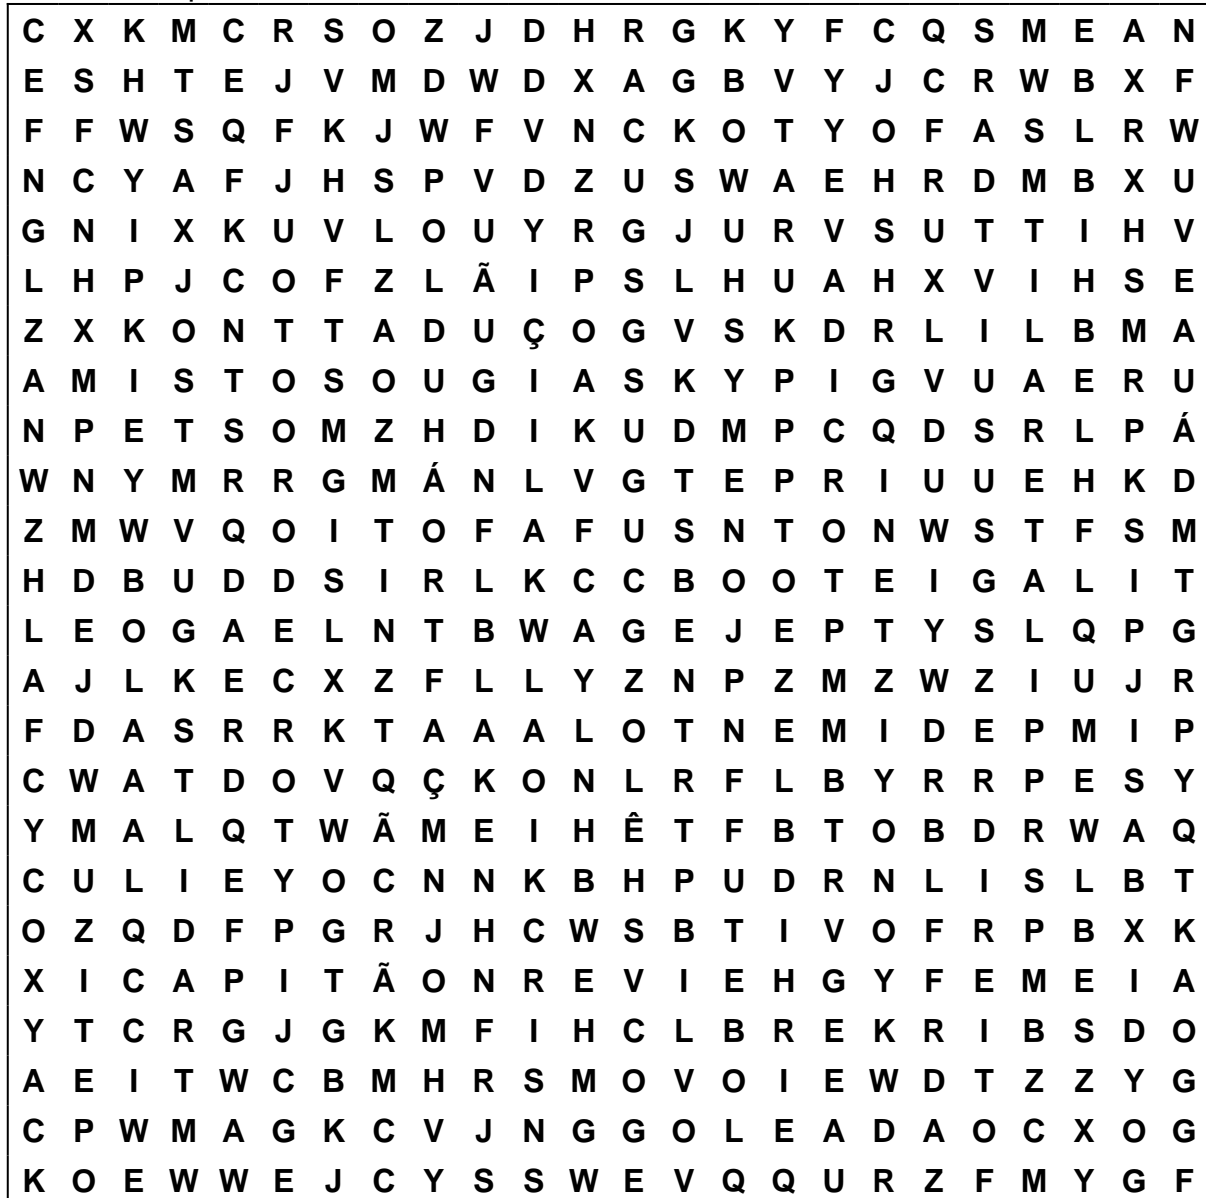 C X K M C R S O Z J D H R G K Y F C Q S M E A N
E S H T E J V M D W D X A G B V Y J C R W B X F
F F W S Q F K J W F V N C K O T Y O F A S L R W
N C Y A F J H S P V D Z U S W A E H R D M B X U
G N I X K U V L O U Y R G J U R V S U T T I H V
L H P J C O F Z L Ã I P S L H U A H X V I H S E
Z X K O N T T A D U Ç O G V S K D R L I L B M A
A M I S T O S O U G I A S K Y P I G V U A E R U
N P E T S O M Z H D I K U D M P C Q D S R L P Á
W N Y M R R G M Á N L V G T E P R I U U E H K D
Z M W V Q O I T O F A F U S N T O N W S T F S M
H D B U D D S I R L K C C B O O T E I G A L I T
L E O G A E L N T B W A G E J E P T Y S L Q P G
A J L K E C X Z F L L Y Z N P Z M Z W Z I U J R
F D A S R R K T A A A L O T N E M I D E P M I P
C W A T D O V Q Ç K O N L R F L B Y R R P E S Y
Y M A L Q T W Ã M E I H Ê T F B T O B D R W A Q
C U L I E Y O C N N K B H P U D R N L I S L B T
O Z Q D F P G R J H C W S B T I V O F R P B X K
X I C A P I T Ã O N R E V I E H G Y F E M E I A
Y T C R G J G K M F I H C L B R E K R I B S D O
A E I T W C B M H R S M O V O I E W D T Z Z Y G
C P W M A G K C V J N G G O L E A D A O C X O G
K O E W W E J C Y S S W E V Q Q U R Z F M Y G F